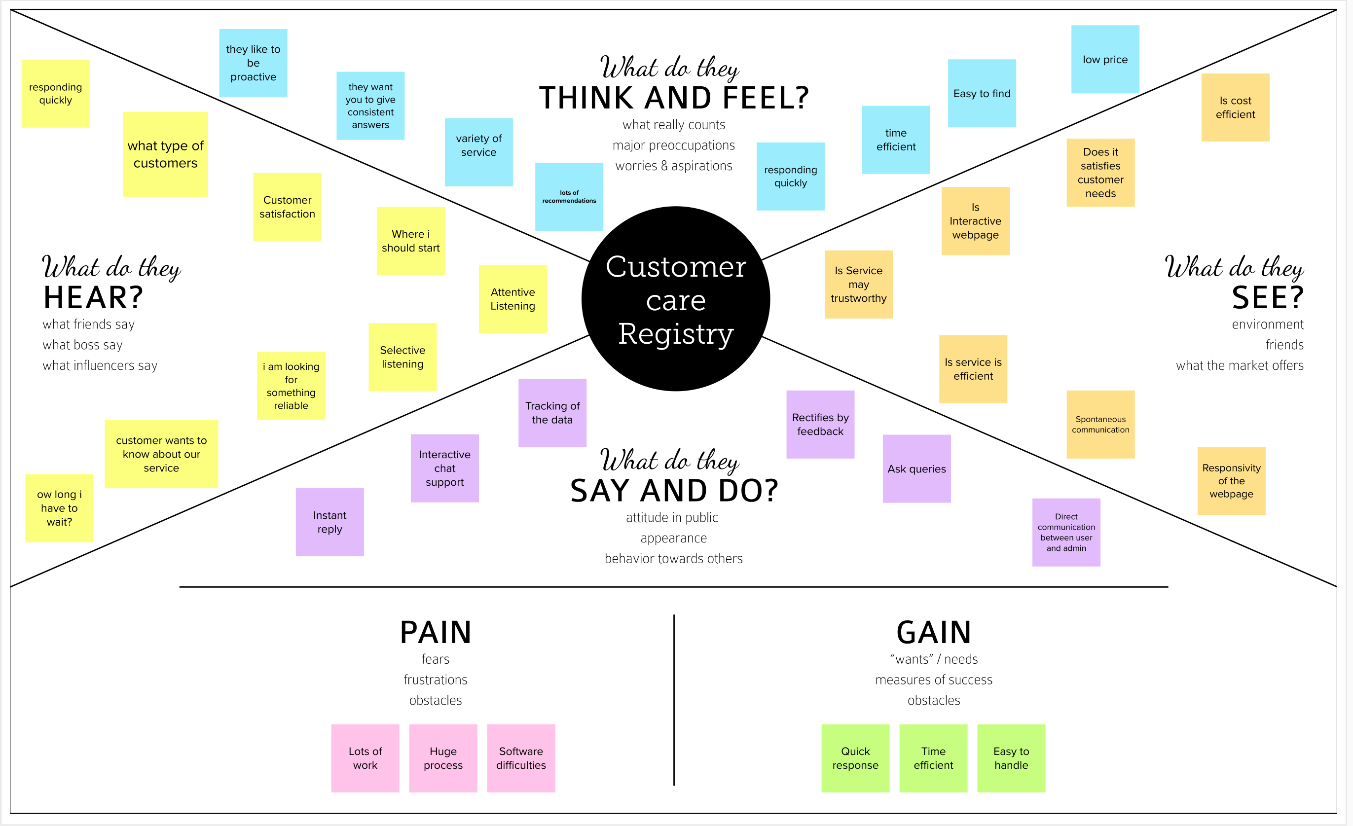 What do they
THINK AND FEEL?
what really counts
major preoccupations
worries & aspirations
they like to
be
proactive
they want
you to give
consistent
answers
variety of
service
lots of
recommendations
responding
quickly
time
efficient
Easy to find
low price
What do they
HEAR?
what friends say
what boss say
what influencers say
responding
quickly
what type of
customers
Customer
satisfaction
Where i
should start
Attentive
Listening
Selective
listening
i am looking
for
something
reliable
customer wants to
know about our
service
ow long i
have to
wait?
Customer
care
Registry
What do they
SEE?
environment
friends
what the market offers
Is cost
efficient
Does it
satisfies
customer
needs
Is
Interactive
webpage
Is Service
may
trustworthy
Is service is
efficient
Spontaneous
communication
Responsivity
of the
webpage
What do they
SAY AND DO?
attitude in public
appearance
behavior towards others
Tracking of
the data
Interactive
chat
support
Instant
reply
Rectifies by
feedback
Ask queries
Direct
communication
between user
and admin
PAIN
fears
frustrations
obstacles
Lots of
work
Huge
process
Software
difficulties
GAIN
“wants” / needs
measures of success
obstacles
Quick
response
Time
efficient
Easy to
handle